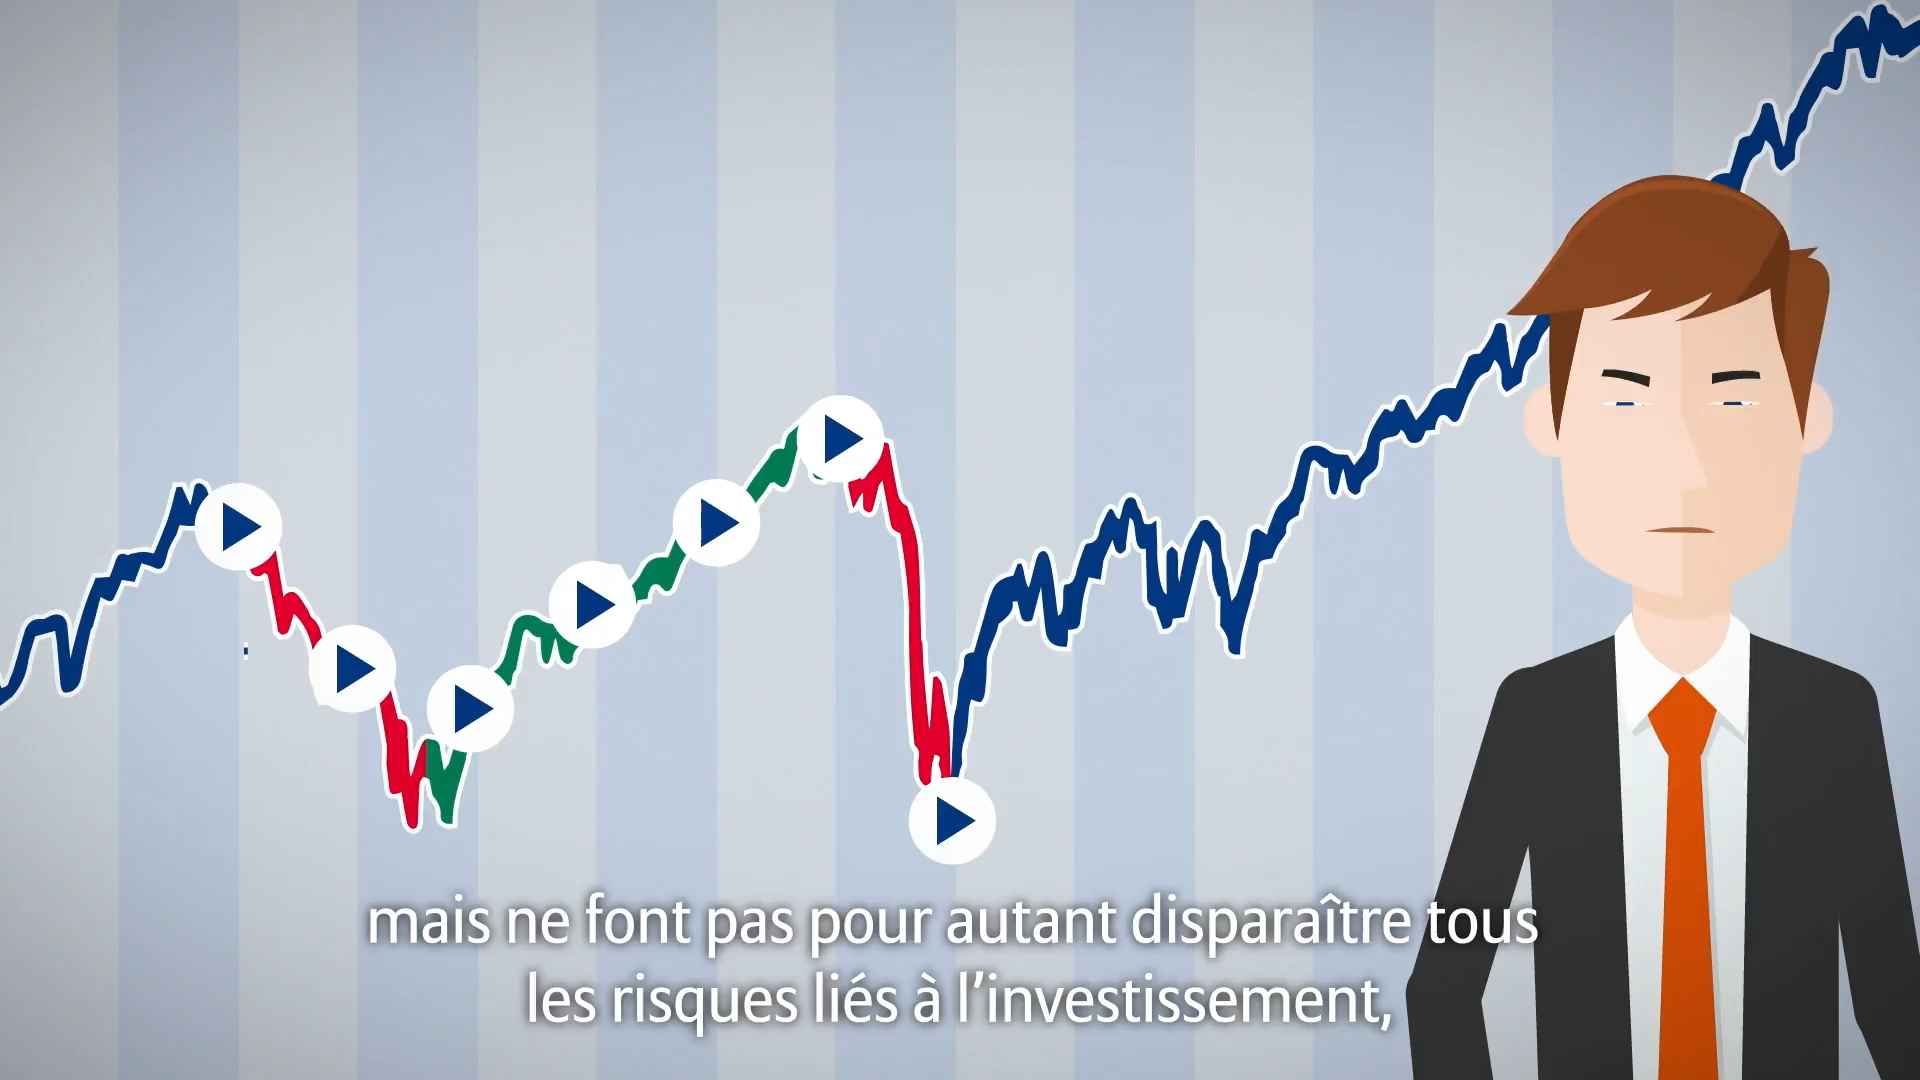 mais ne font pas pour autant disparaître tous
les risques liés à l’investissement,